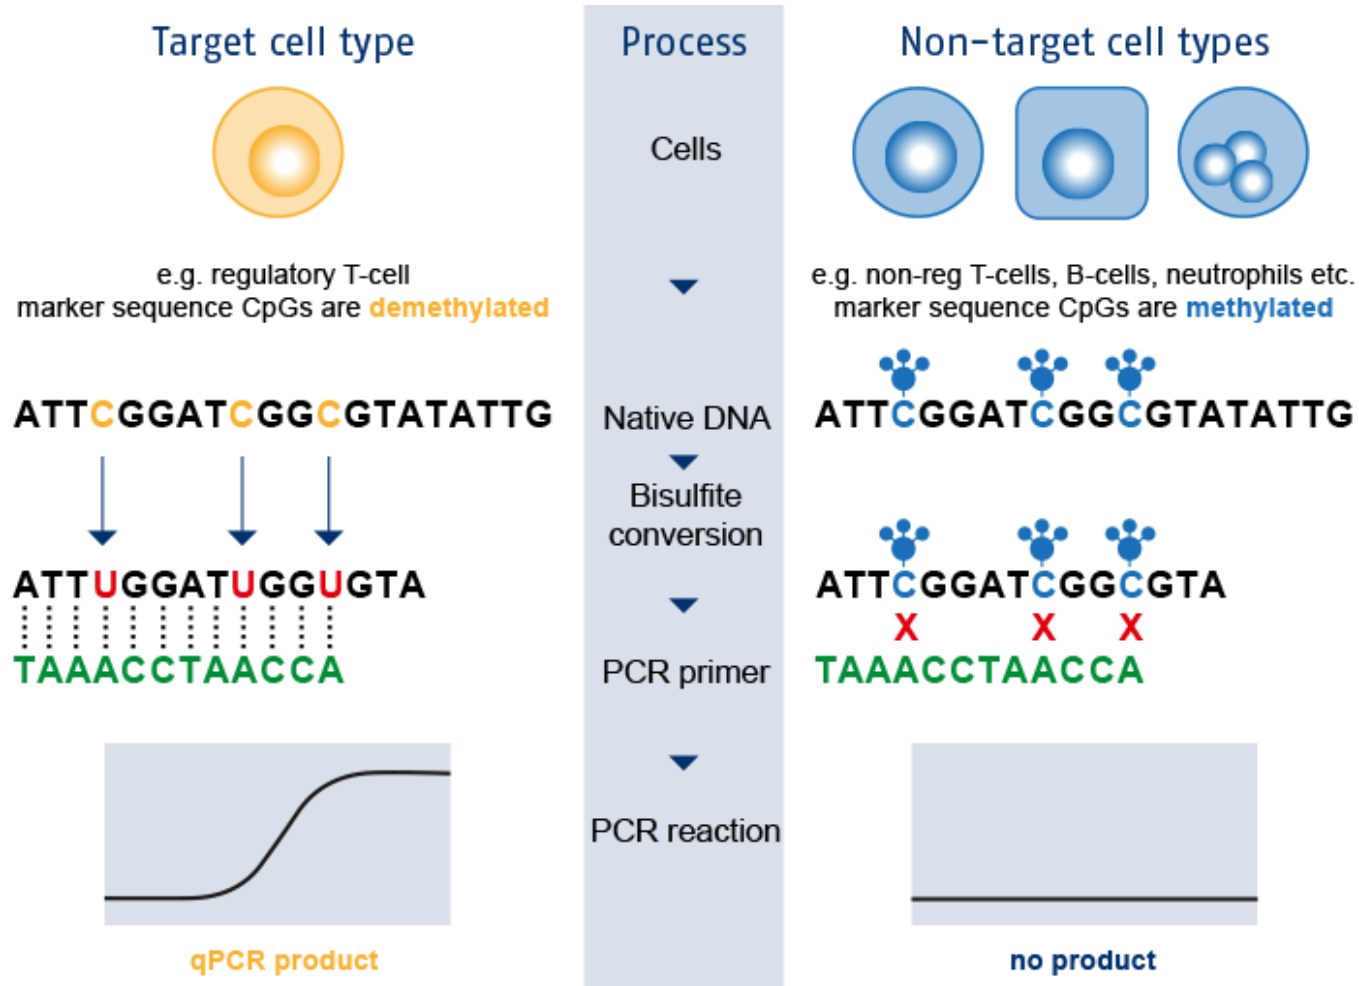 Target cell type
Process
Non-target cell types
Cells
e.g. regulatory T-cell
marker sequence CpGs are demethylated
e.g. non-reg T-cells, B-cells, neutrophils etc.
marker sequence CpGs are methylated
ATTCGGATCGGCGTATATTG
Native DNA
ATTCGGATCGGCGTATATTG
Bisulfite
conversion
ATTUGGATUGGUGTA
ATTCGGATCGGCGTA
X X X
TAAACCTAACCA
PCR primer
TAAACCTAACCA
PCR reaction
qPCR product
no product